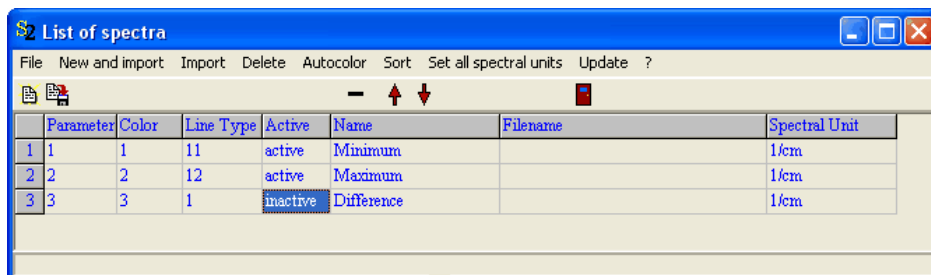 S2 List of spectra
File New and import Import Delete Autocolor Sort Set all spectral units Update ?
Parameter Color Line Type Active Name Filename Spectral Unit
1 1 1 11 active Minimum 1/cm
2 2 2 12 active Maximum 1/cm
3 3 3 1 inactive Difference 1/cm